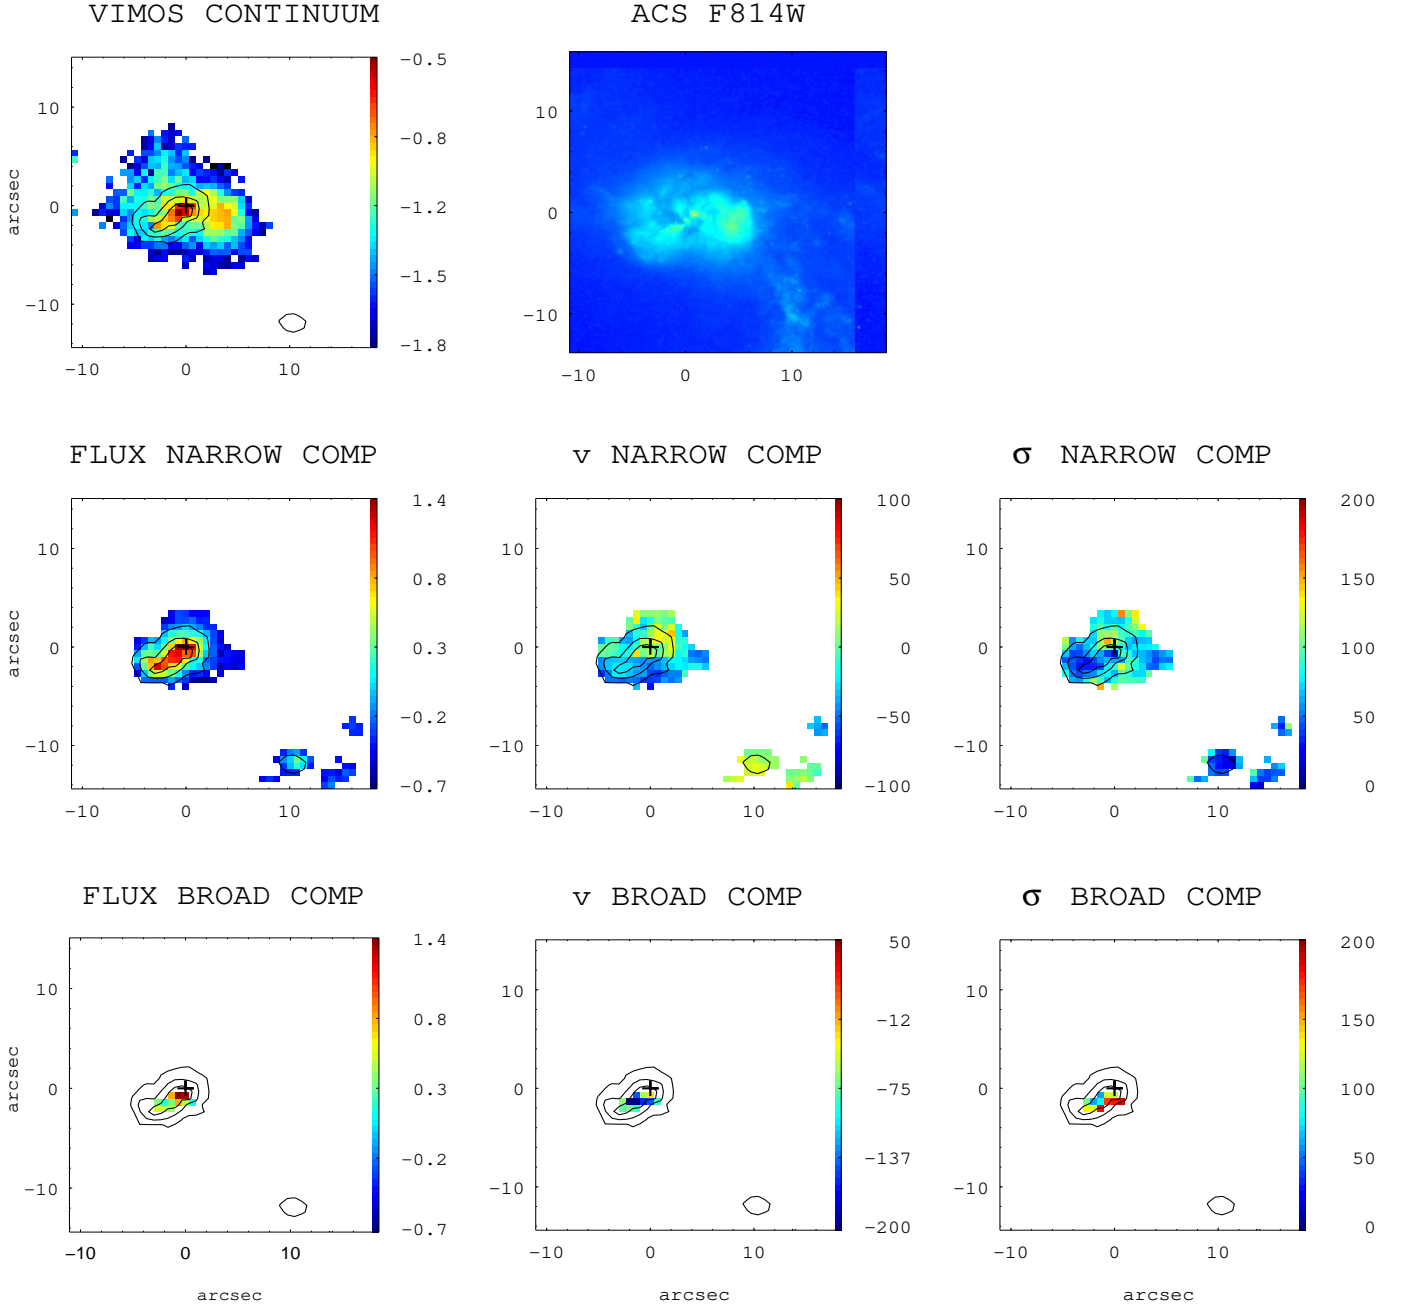 VIMOS CONTINUUM ACS F814W
−0.5
10 −0.8 10
arcsec 0 −1.2 0
−1.5
−10 −10
−1.8
−10 0 10 −10 0 10
FLUX NARROW COMP v NARROW COMP σ NARROW COMP
1.4 100 200
10 0.8 10 50 10 150
arcsec 0 0.3 0 0 0 100
−0.2 −50 50
−10 −10 −10
−0.7 −100 0
−10 0 10 −10 0 10 −10 0 10
FLUX BROAD COMP v BROAD COMP σ BROAD COMP
1.4 50 200
10 0.8 10 −12 10 150
arcsec 0 0.3 0 −75 0 100
−0.2 −137 50
−10 −10 −10
−0.7 −200 0
−10 0 10 −10 0 10 −10 0 10
arcsec arcsec arcsec